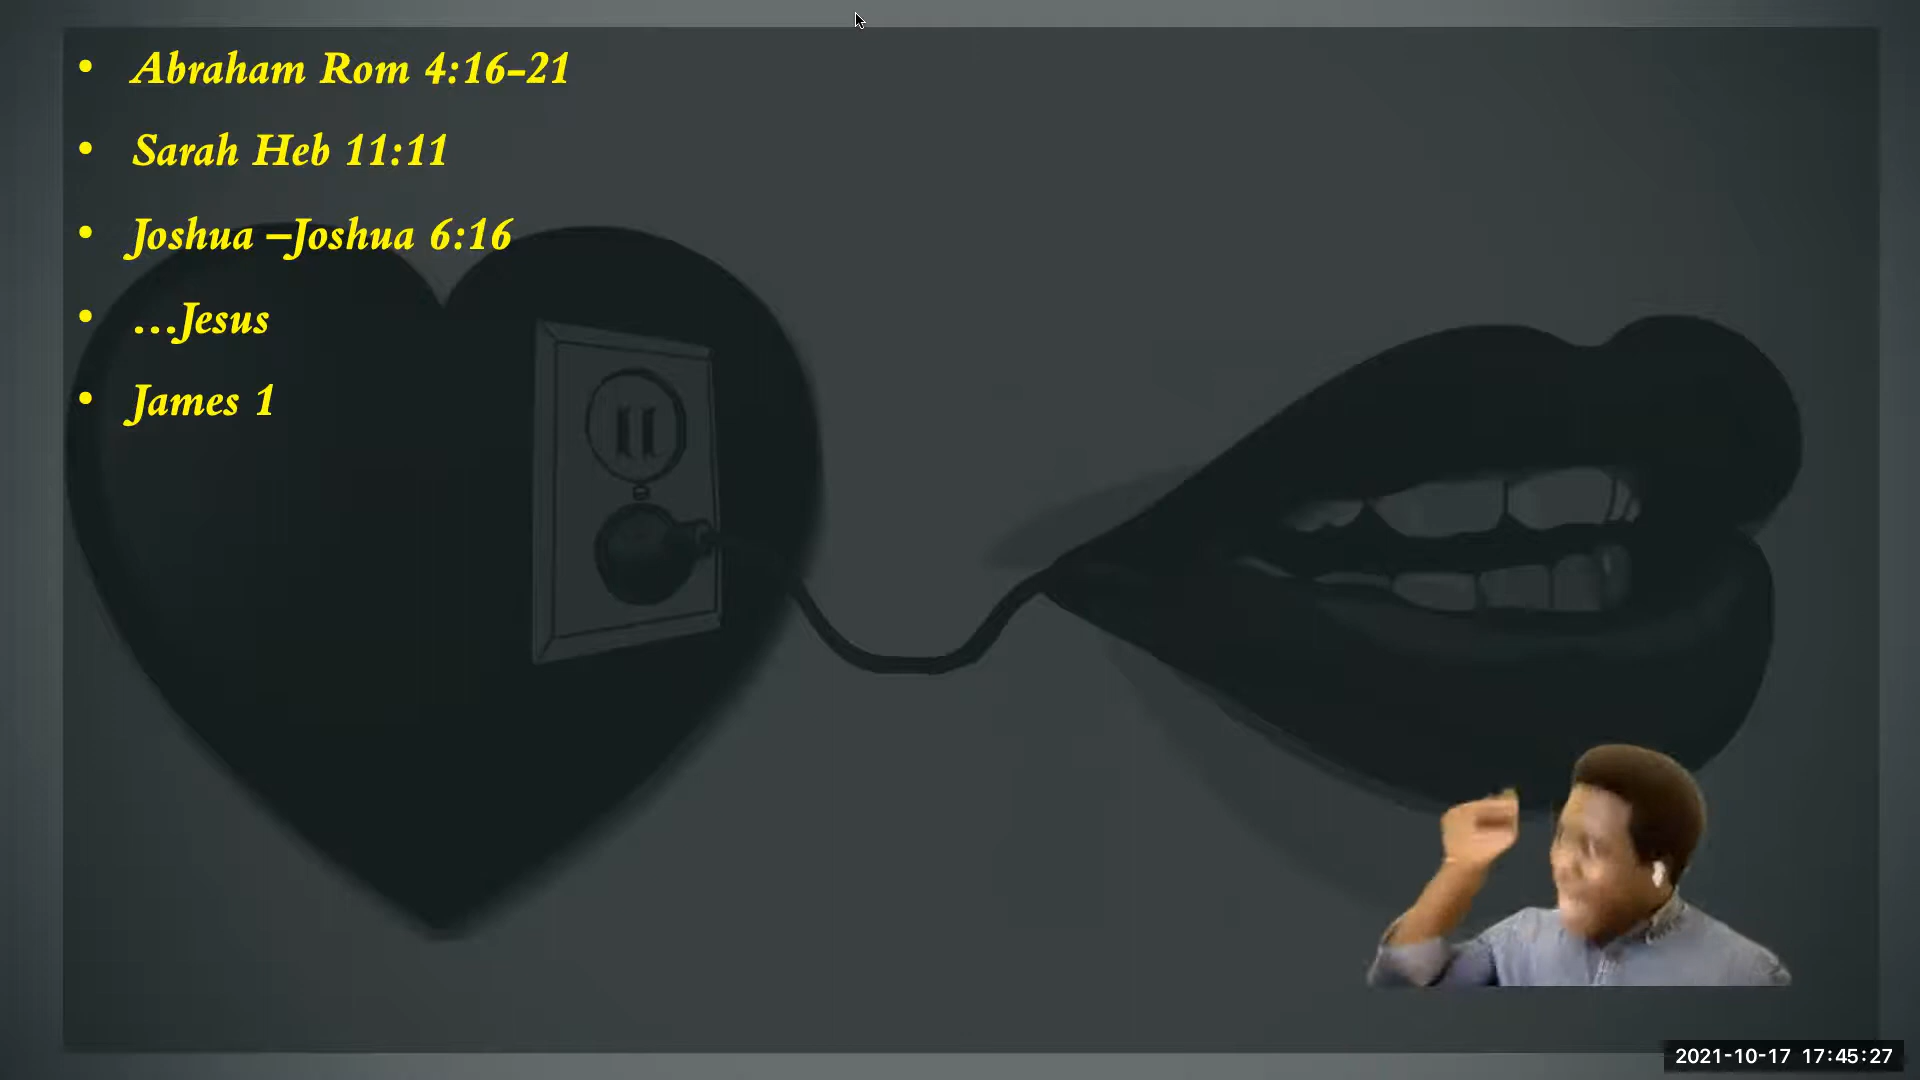 • Abraham Rom 4:16-21
• Sarah Heb 11:11
• Joshua –Joshua 6:16
• ...Jesus
• James 1
2021-10-17 17:45:27